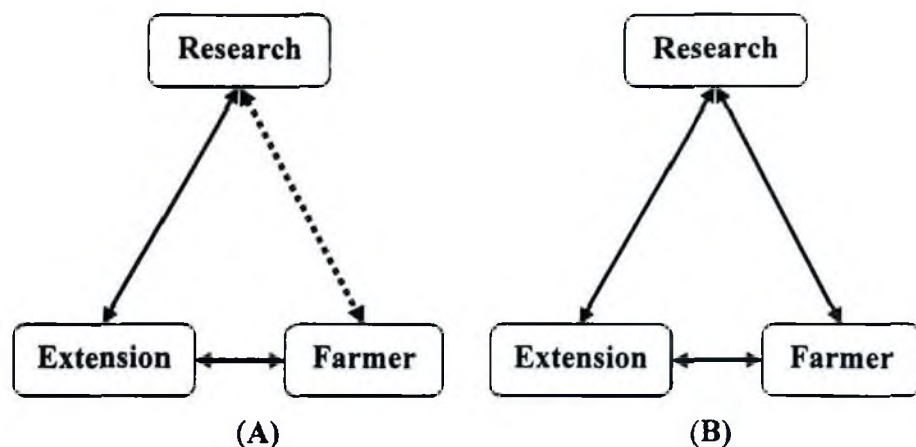 Research
Research
Extension
Farmer
Extension
Farmer
(A)
(B)